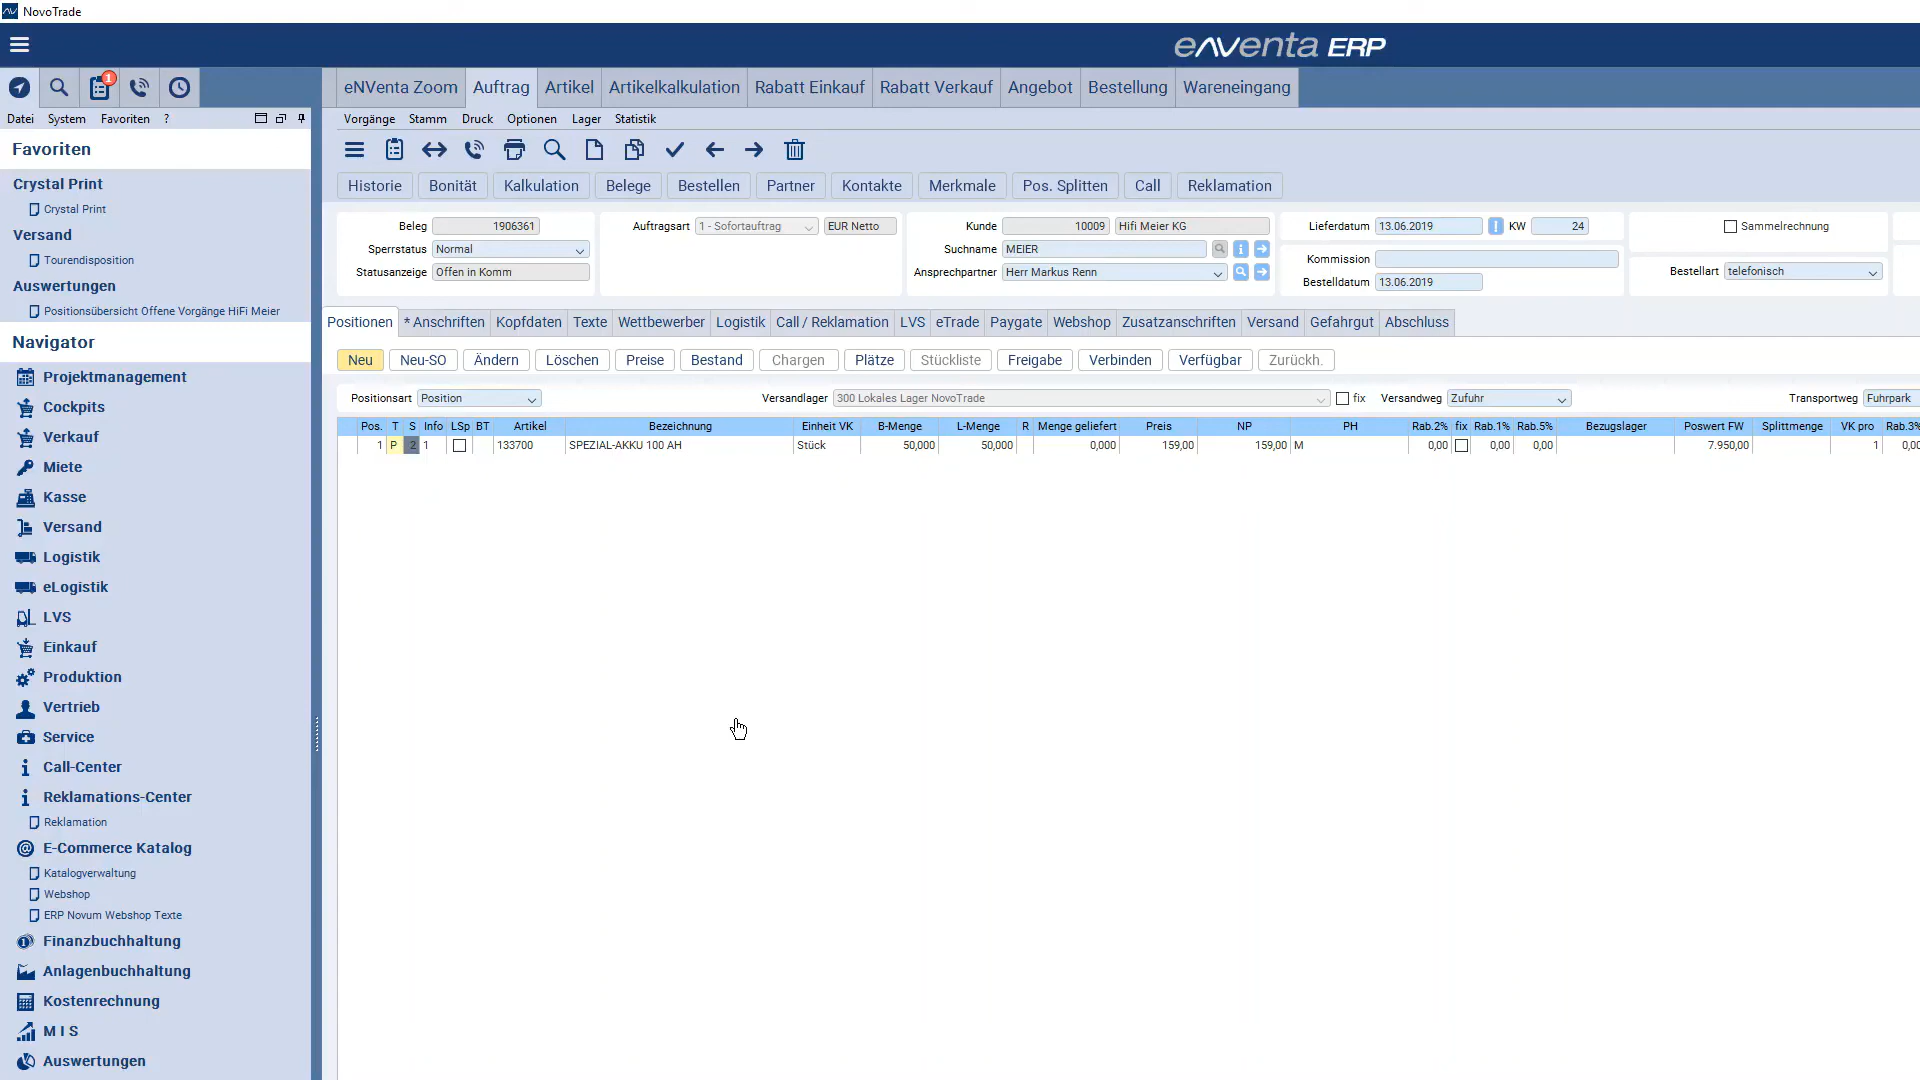 NovoTrade
eNVenta ERP
1
eNVenta Zoom Auftrag Artikel Artikelkalkulation Rabatt Einkauf Rabatt Verkauf Angebot Bestellung Wareneingang
Datei System Favoriten ?
Vorgänge Stamm Druck Optionen Lager Statistik
Favoriten
Crystal Print
Crystal Print
Versand
Tourendisposition
Auswertungen
Positionsübersicht Offene Vorgänge HiFi Meier
Navigator
Projektmanagement
Cockpits
Verkauf
Miete
Kasse
Versand
Logistik
eLogistik
LVS
Einkauf
Produktion
Vertrieb
Service
Call-Center
Reklamations-Center
Reklamation
E-Commerce Katalog
Katalogverwaltung
Webshop
ERP Novum Webshop Texte
Finanzbuchhaltung
Anlagenbuchhaltung
Kostenrechnung
M I S
Auswertungen
Historie Bonität Kalkulation Belege Bestellen Partner Kontakte Merkmale Pos. Splitten Call Reklamation
Beleg 1906361 Auftragsart 1 - Sofortauftrag EUR Netto Kunde 10009 Hifi Meier KG Lieferdatum 13.06.2019 KW 24 Sammelrechnung
Sperrstatus Normal Suchname MEIER Kommission
Statusanzeige Offen in Komm Ansprechpartner Herr Markus Renn Bestelldatum 13.06.2019 Bestellart telefonisch
Positionen * Anschriften Kopfdaten Texte Wettbewerber Logistik Call / Reklamation LVS eTrade Paygate Webshop Zusatzanschriften Versand Gefahrgut Abschluss
Neu Neu-SO Ändern Löschen Preise Bestand Chargen Plätze Stückliste Freigabe Verbinden Verfügbar Zurückh.
Positionsart Position Versandlager 300 Lokales Lager NovoTrade fix Versandweg Zufuhr Transportweg Fuhrpark
Pos. T S Info LSp BT Artikel Bezeichnung Einheit VK B-Menge L-Menge R Menge geliefert Preis NP PH Rab.2% fix Rab.1% Rab.5% Bezugslager Poswert FW Splittmenge VK pro Rab.3%
1 P 2 1 133700 SPEZIAL-AKKU 100 AH Stück 50,000 50,000 0,000 159,00 159,00 M 0,00 0,00 0,00 7.950,00 1 0,00